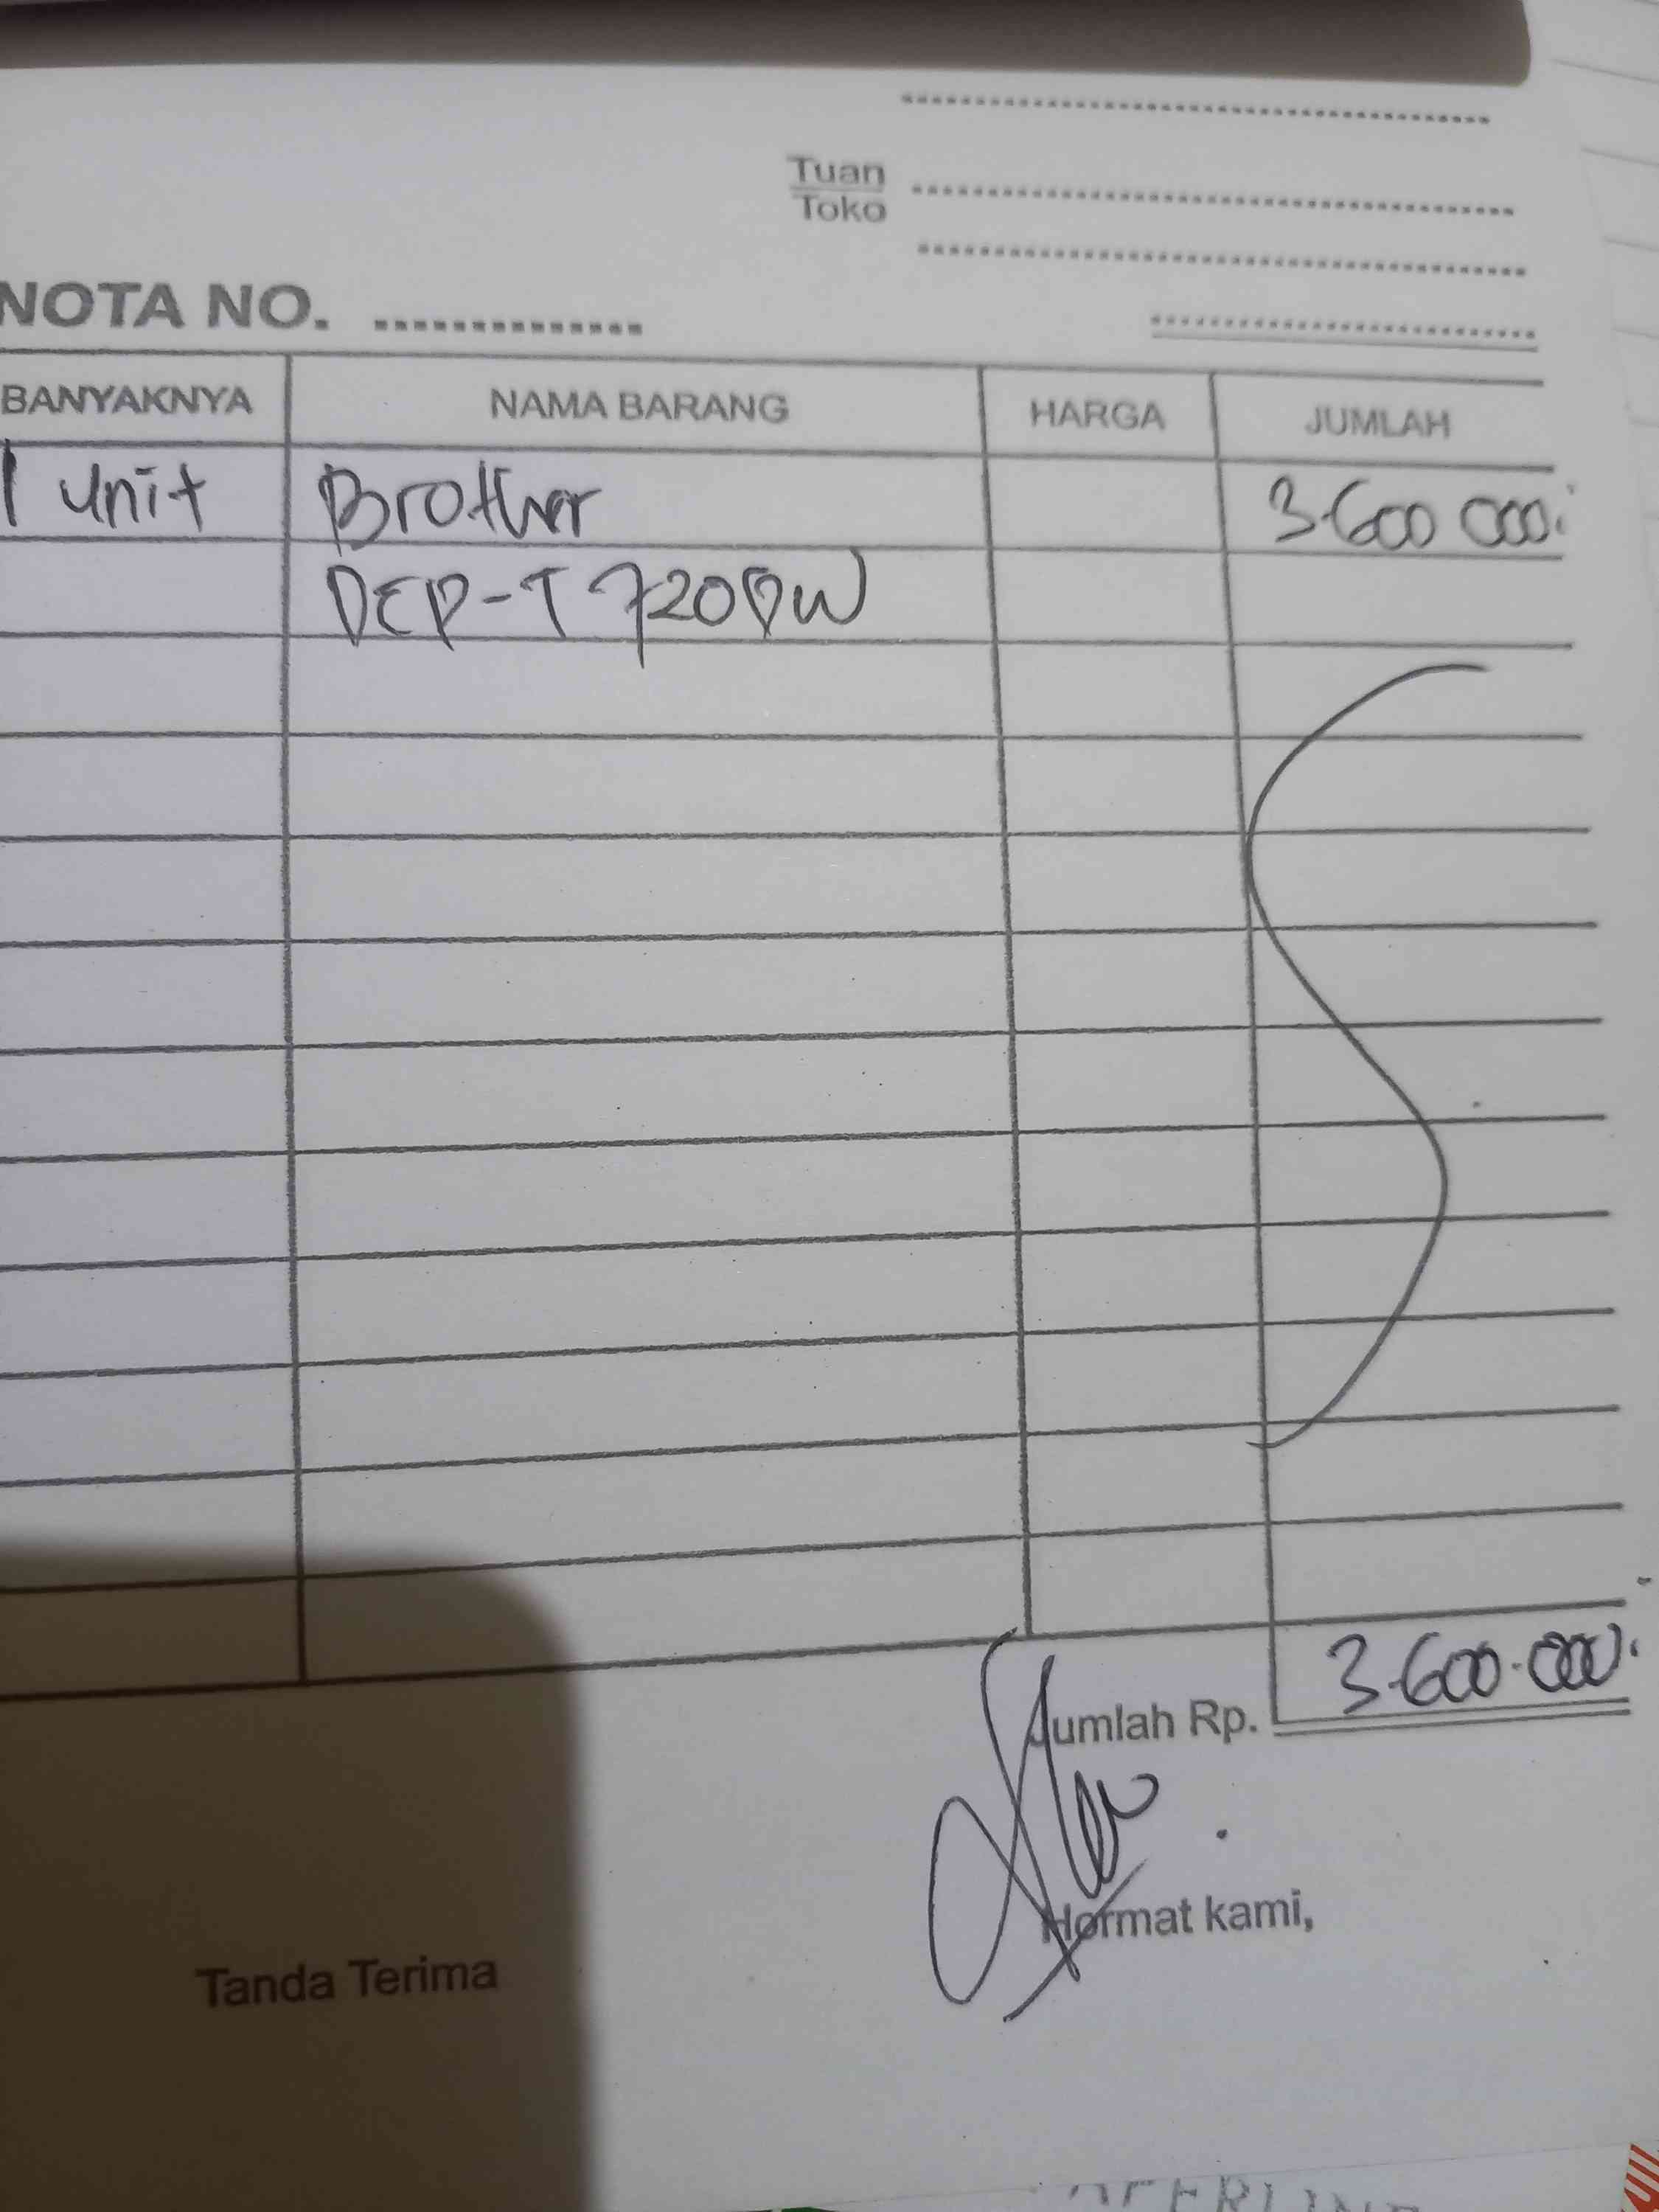 Tuan
Toko
NOTA NO.
BANYAKNYA NAMA BARANG HARGA JUMLAH
1 unit Brother 3.600 000.
DCP-T720DW
Jumlah Rp. 3.600.000.
Hormat kami,
Tanda Terima